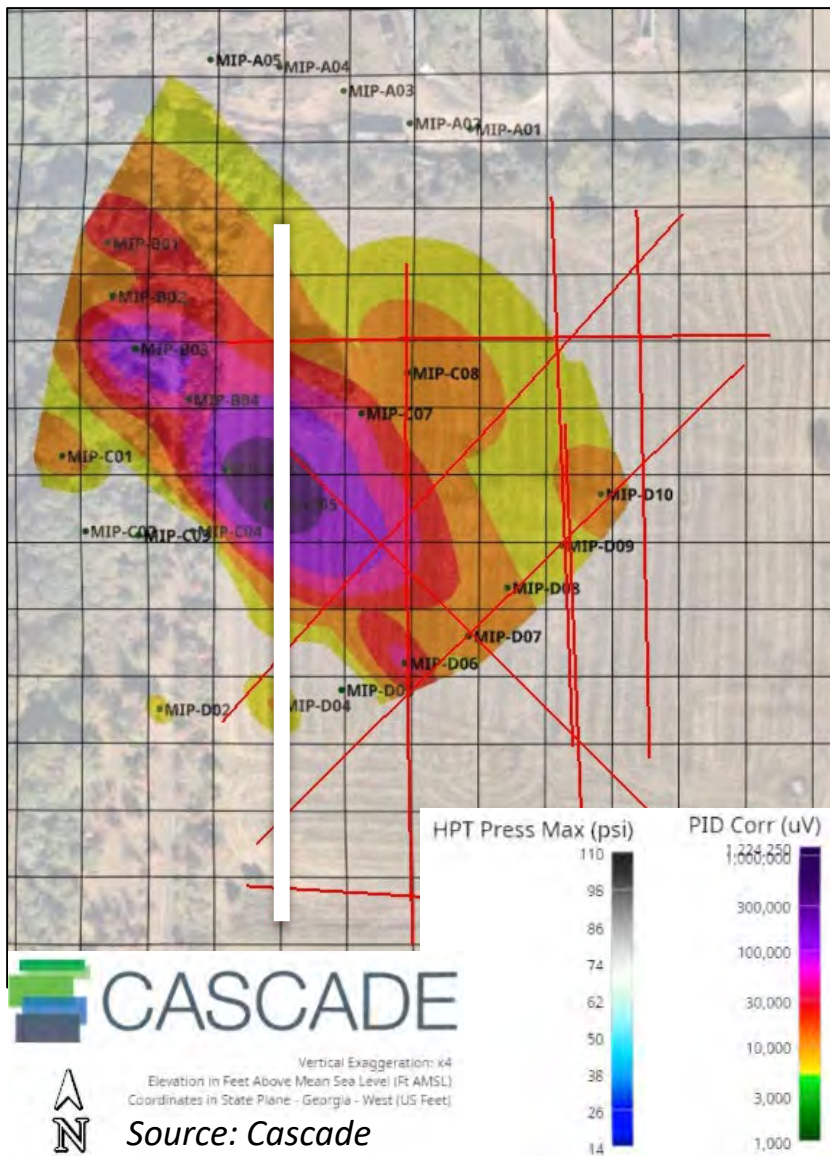 MIP-A05
MIP-A04
MIP-A03
MIP-A02
MIP-A01
MIP-B01
MIP-B02
MIP-B03
MIP-C08
MIP-B04
MIP-C07
MIP-C01
MIP-D10
MIP-C02
MIP-C03
MIP-C04
MIP-D09
MIP-D08
MIP-D07
MIP-D06
MIP-D04
MIP-D02
HPT Press Max (psi)
110
98
86
74
62
50
38
26
14
PID Corr (uV)
1,224,250
1,000,000
300,000
100,000
30,000
10,000
3,000
1,000
CASCADE
Vertical Exaggeration: x4
Elevation in Feet Above Mean Sea Level (Ft AMSL)
Coordinates in State Plane - Georgia - West (US Feet)
N
Source: Cascade